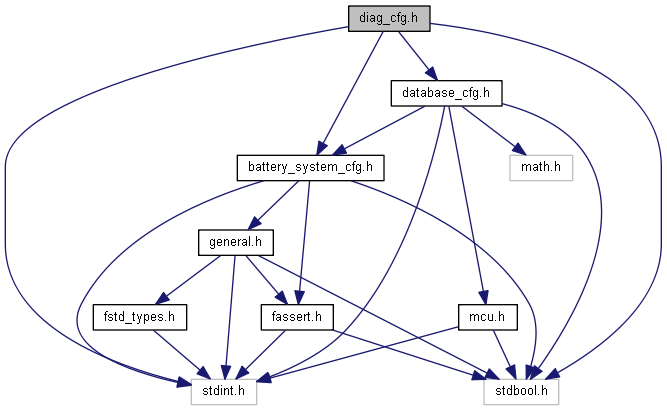 diag_cfg.h
database_cfg.h
battery_system_cfg.h
math.h
general.h
fstd_types.h
fassert.h
mcu.h
stdint.h
stdbool.h